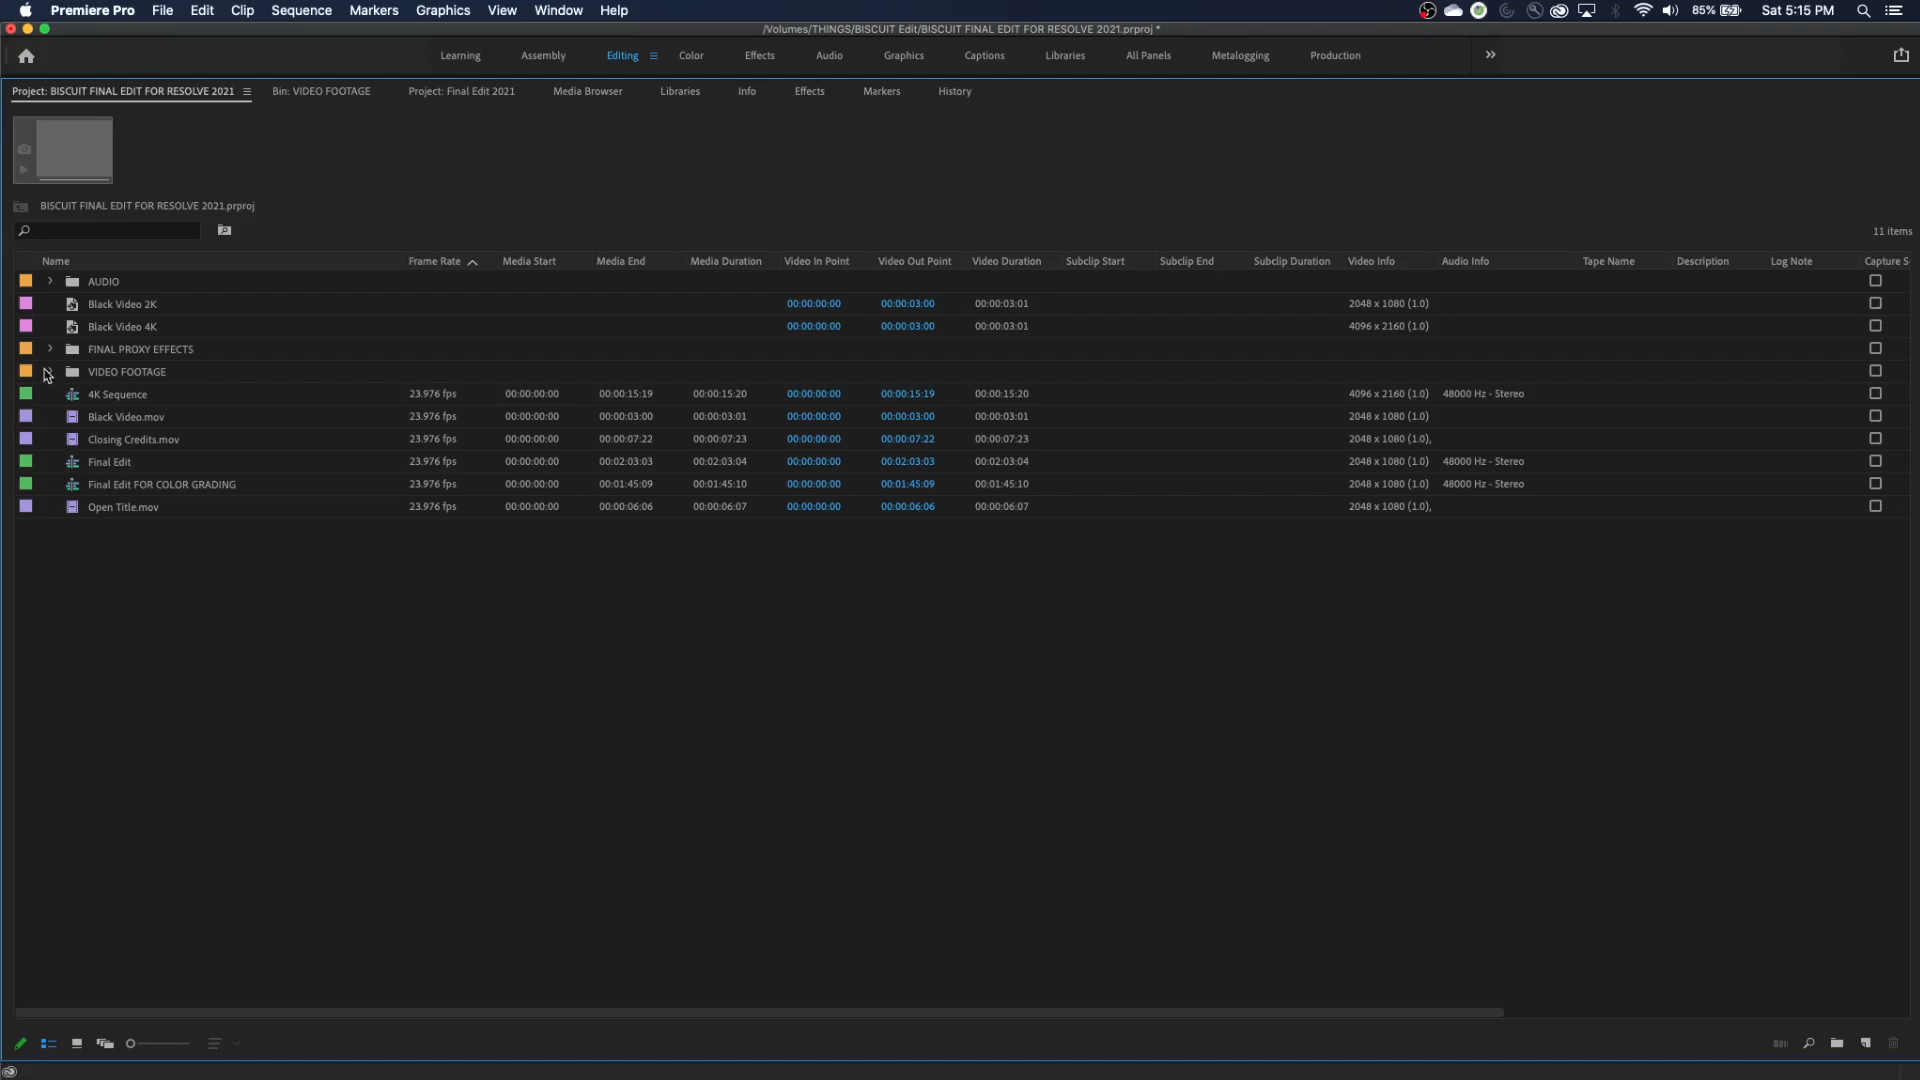 Premiere Pro File Edit Clip Sequence Markers Graphics View Window Help 85% Sat 5:15 PM
/Volumes/THINGS/BISCUIT Edit/BISCUIT FINAL EDIT FOR RESOLVE 2021.prproj *
Learning Assembly Editing Color Effects Audio Graphics Captions Libraries All Panels Metalogging Production
Project: BISCUIT FINAL EDIT FOR RESOLVE 2021 Bin: VIDEO FOOTAGE Project: Final Edit 2021 Media Browser Libraries Info Effects Markers History
BISCUIT FINAL EDIT FOR RESOLVE 2021.prproj
11 items
Name Frame Rate Media Start Media End Media Duration Video In Point Video Out Point Video Duration Subclip Start Subclip End Subclip Duration Video Info Audio Info Tape Name Description Log Note Capture S
AUDIO
Black Video 2K 00:00:00:00 00:00:03:00 00:00:03:01 2048 x 1080 (1.0)
Black Video 4K 00:00:00:00 00:00:03:00 00:00:03:01 4096 x 2160 (1.0)
FINAL PROXY EFFECTS
VIDEO FOOTAGE
4K Sequence 23.976 fps 00:00:00:00 00:00:15:19 00:00:15:20 00:00:00:00 00:00:15:19 00:00:15:20 4096 x 2160 (1.0) 48000 Hz - Stereo
Black Video.mov 23.976 fps 00:00:00:00 00:00:03:00 00:00:03:01 00:00:00:00 00:00:03:00 00:00:03:01 2048 x 1080 (1.0)
Closing Credits.mov 23.976 fps 00:00:00:00 00:00:07:22 00:00:07:23 00:00:00:00 00:00:07:22 00:00:07:23 2048 x 1080 (1.0),
Final Edit 23.976 fps 00:00:00:00 00:02:03:03 00:02:03:04 00:00:00:00 00:02:03:03 00:02:03:04 2048 x 1080 (1.0) 48000 Hz - Stereo
Final Edit FOR COLOR GRADING 23.976 fps 00:00:00:00 00:01:45:09 00:01:45:10 00:00:00:00 00:01:45:09 00:01:45:10 2048 x 1080 (1.0) 48000 Hz - Stereo
Open Title.mov 23.976 fps 00:00:00:00 00:00:06:06 00:00:06:07 00:00:00:00 00:00:06:06 00:00:06:07 2048 x 1080 (1.0),